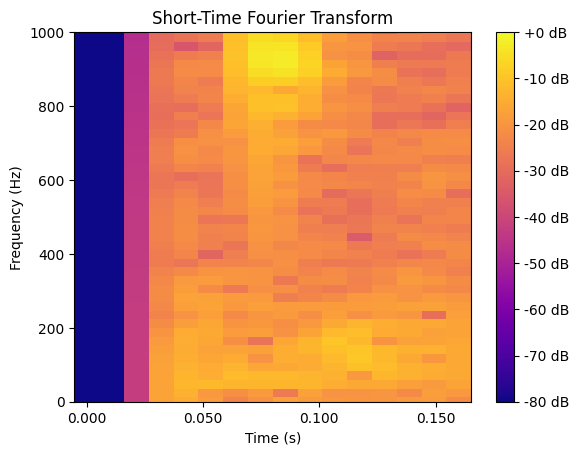 Short-Time Fourier Transform
1000
800
600
400
200
0
Frequency (Hz)
0.000
0.050
0.100
0.150
Time (s)
+0 dB
-10 dB
-20 dB
-30 dB
-40 dB
-50 dB
-60 dB
-70 dB
-80 dB